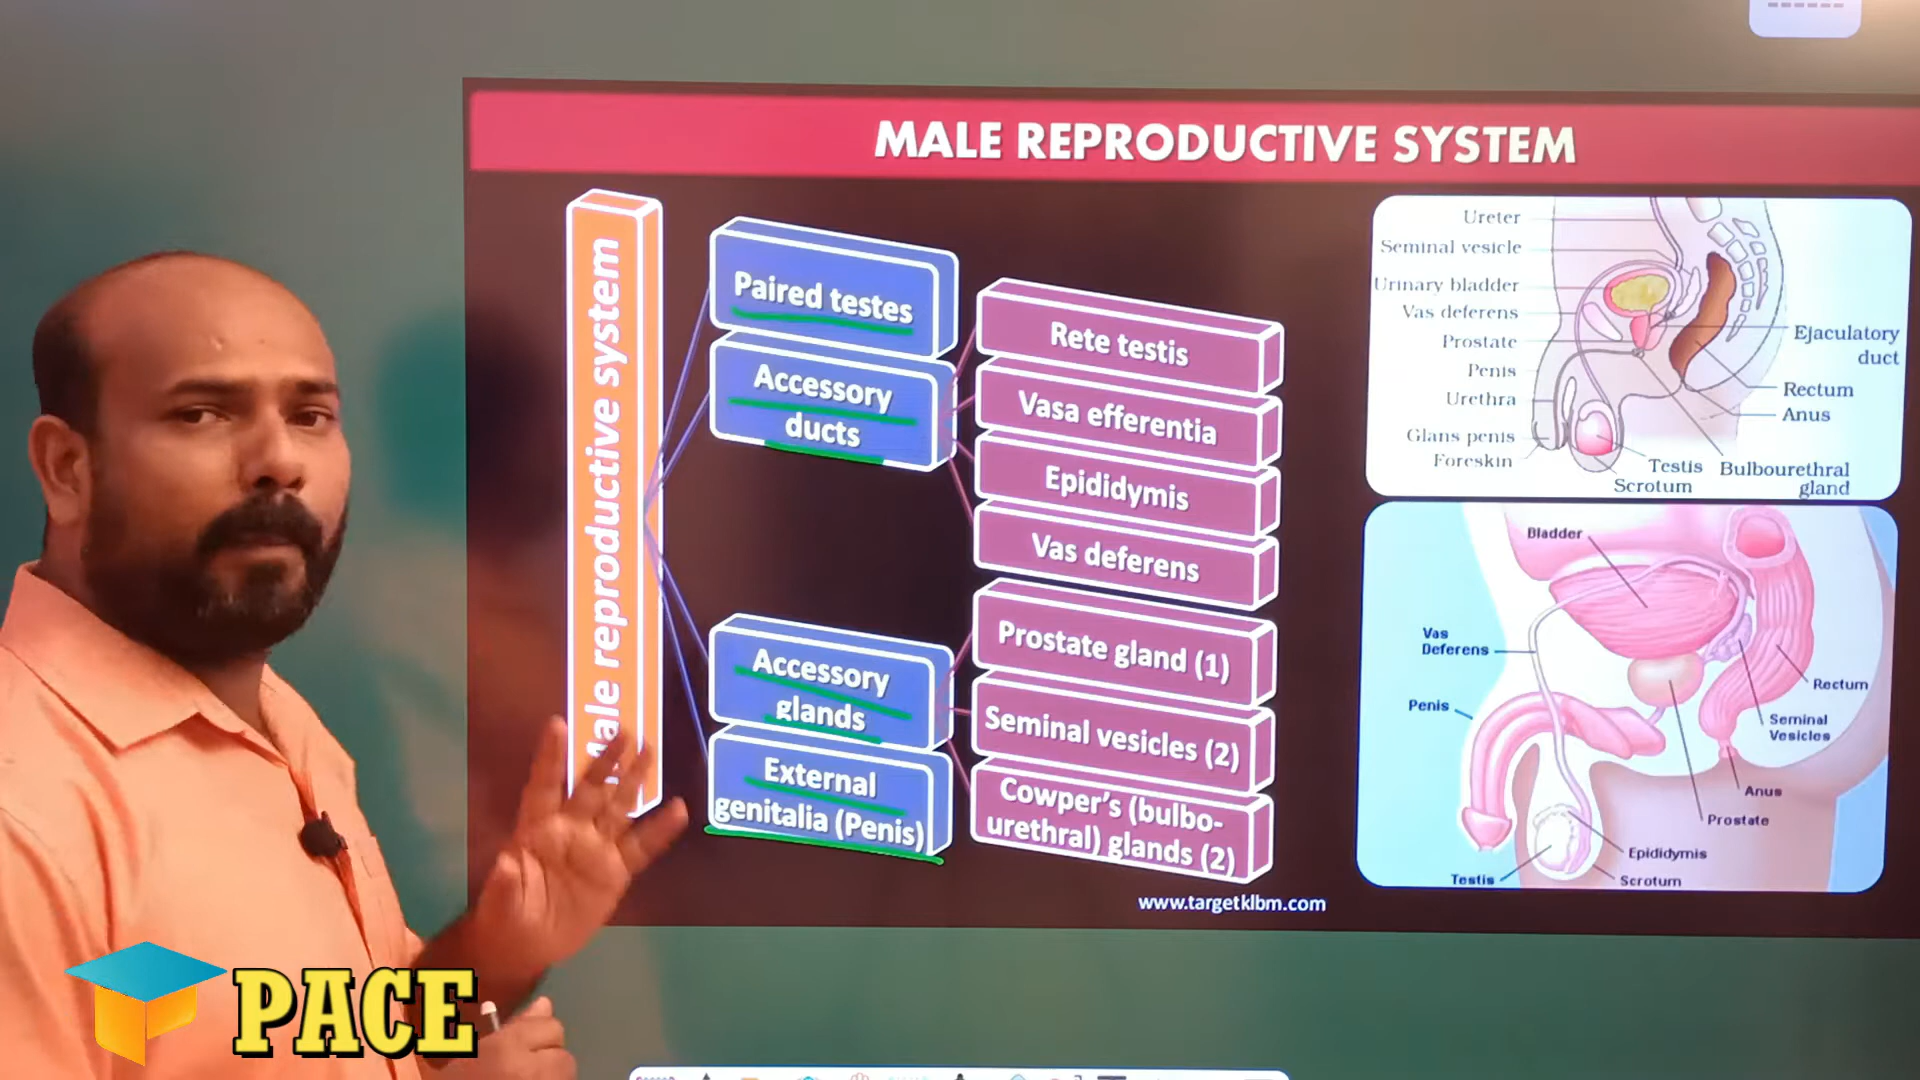 MALE REPRODUCTIVE SYSTEM
Male reproductive system
Paired testes
Accessory
ducts
Accessory
glands
External
genitalia (Penis)
Rete testis
Vasa efferentia
Epididymis
Vas deferens
Prostate gland (1)
Seminal vesicles (2)
Cowper's (bulbo-
urethral) glands (2)
www.targetklbm.com
Ureter
Seminal vesicle
Urinary bladder
Vas deferens
Prostate
Penis
Urethra
Glans penis
Foreskin
Testis
Scrotum
Bulbourethral
gland
Ejaculatory
duct
Rectum
Anus
Bladder
Vas
Deferens
Penis
Rectum
Seminal
Vesicles
Anus
Prostate
Epididymis
Scrotum
Testis
PACE